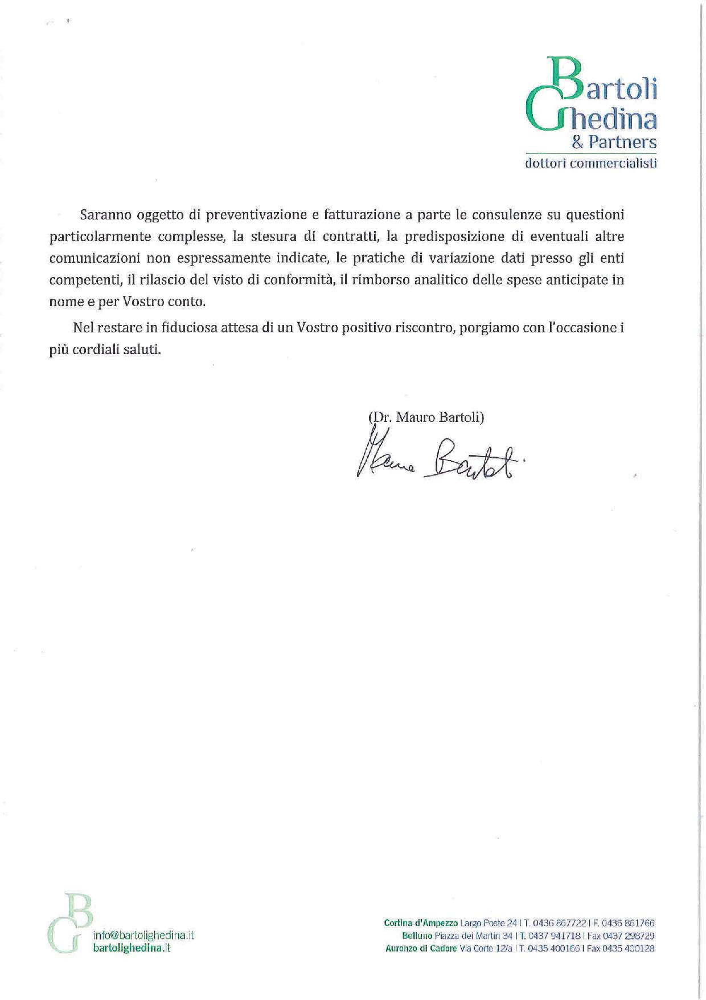 Bartoli
Ghedina
& Partners
dottori commercialisti
Saranno oggetto di preventivazione e fatturazione a parte le consulenze su questioni
particolarmente complesse, la stesura di contratti, la predisposizione di eventuali altre
comunicazioni non espressamente indicate, le pratiche di variazione dati presso gli enti
competenti, il rilascio del visto di conformità, il rimborso analitico delle spese anticipate in
nome e per Vostro conto.
Nel restare in fiduciosa attesa di un Vostro positivo riscontro, porgiamo con l'occasione i
più cordiali saluti.
(Dr. Mauro Bartoli)
Mauro Bartoli
BG
info@bartolighedina.it
bartolighedina.it
Cortina d'Ampezzo Largo Poste 24 | T. 0436 867722 | F. 0436 861766
Belluno Piazza dei Martiri 34 | T. 0437 941718 | Fax 0437 298729
Auronzo di Cadore Via Corte 12/a | T. 0435 400166 | Fax 0435 400128